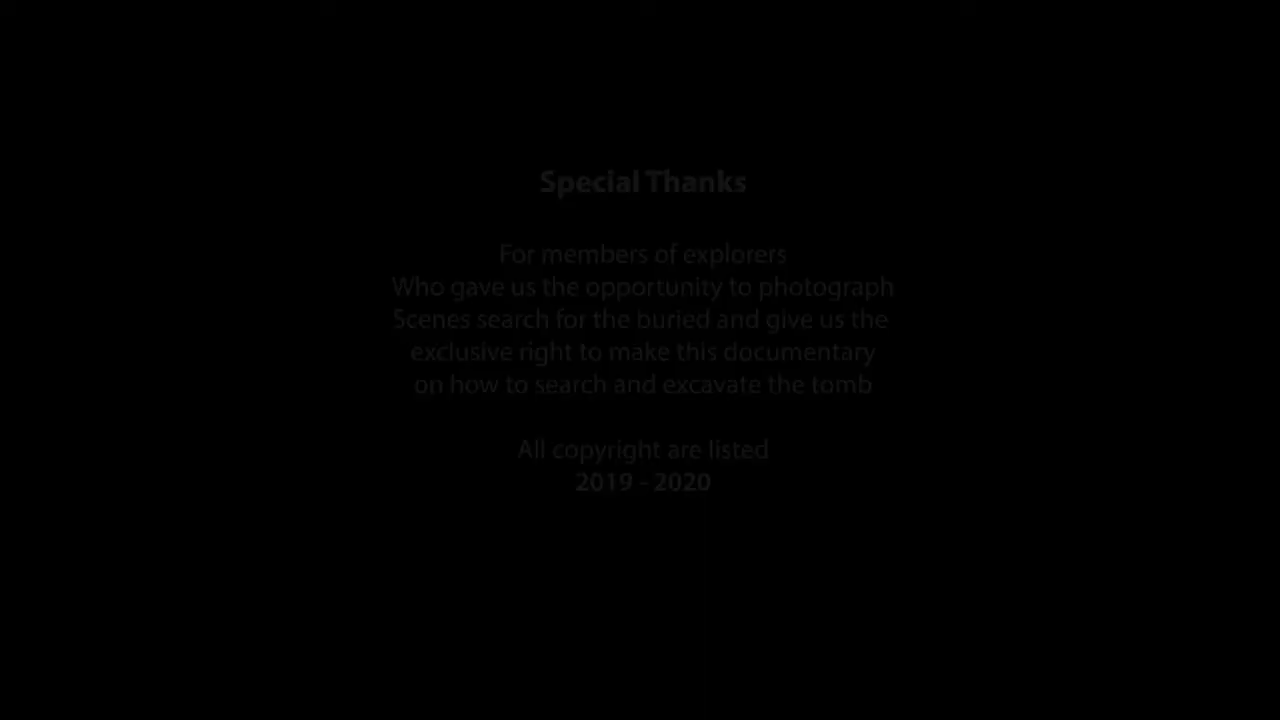 Special Thanks
For members of explorers
Who gave us the opportunity to photograph
Scenes search for the buried and give us the
exclusive right to make this documentary
on how to search and excavate the tomb
All copyright are listed
2019 - 2020